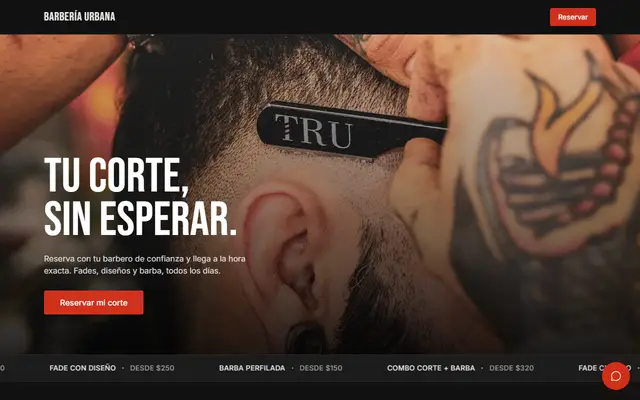 BARBERÍA URBANA
Reservar
TRU
TU CORTE,
SIN ESPERAR.
Reserva con tu barbero de confianza y llega a la hora
exacta. Fades, diseños y barba, todos los días.
Reservar mi corte
FADE CON DISEÑO · DESDE $250 BARBA PERFILADA · DESDE $150 COMBO CORTE + BARBA · DESDE $320